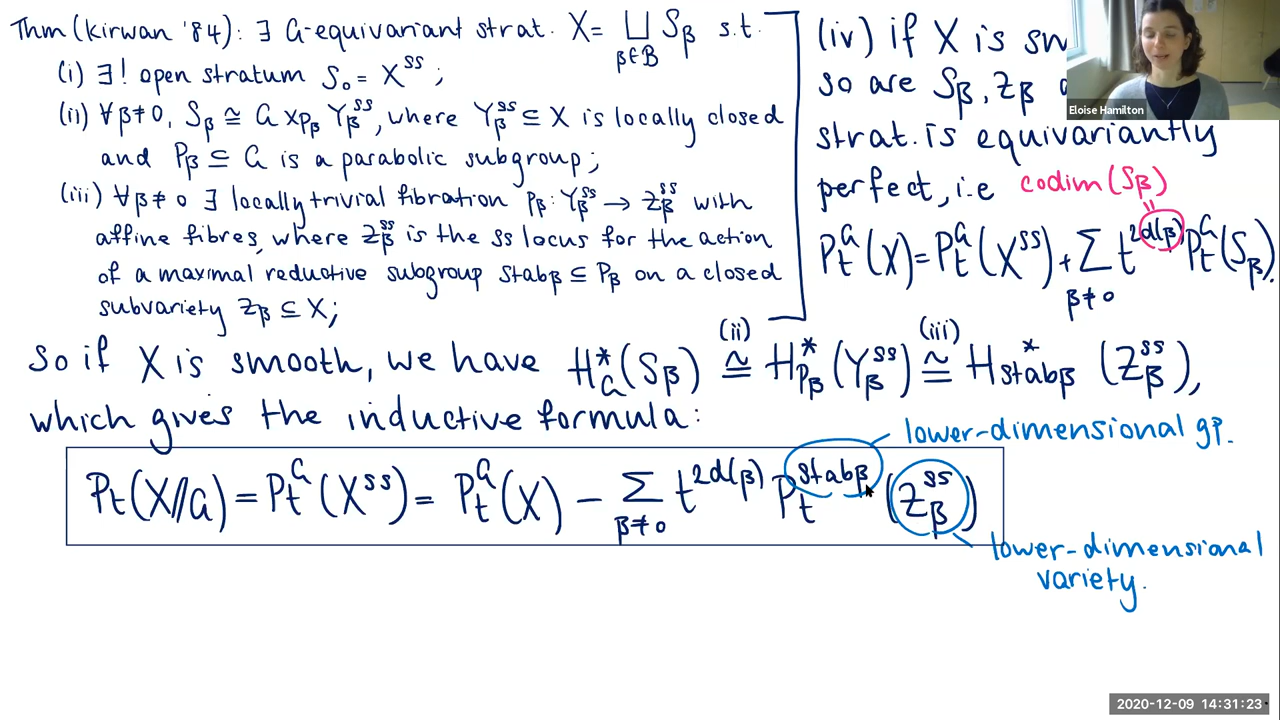 Thm (Kirwan '84): ∃ G-equivariant strat. X = ⊔_{β∈B} S_β s.t.
(i) ∃! open stratum S_0 = X^{ss};
(ii) ∀β≠0, S_β ≅ G ×_{P_β} Y_β^{ss}, where Y_β^{ss} ⊆ X is locally closed
and P_β ⊆ G is a parabolic subgroup;
(iii) ∀β≠0 ∃ locally trivial fibration p_β: Y_β^{ss} → Z_β^{ss} with
affine fibres, where Z_β^{ss} is the ss locus for the action
of a maximal reductive subgroup Stabβ ⊆ P_β on a closed
subvariety Z_β ⊆ X;
(iv) if X is sm
so are S_β, Z_β
strat. is equivariantly
perfect, i.e codim(S_β)
=
P_t^G(X) = P_t^G(X^{ss}) + Σ_{β≠0} t^{2d(β)} P_t^G(S_β).
So if X is smooth, we have H_G^*(S_β) ≅^{(ii)} H_{P_β}^*(Y_β^{ss}) ≅^{(iii)} H_{Stabβ}^*(Z_β^{ss}),
which gives the inductive formula:
lower-dimensional gp.
P_t(X//G) = P_t^G(X^{ss}) = P_t^G(X) − Σ_{β≠0} t^{2d(β)} P_t^{Stabβ}(Z_β^{ss})
lower-dimensional
variety.
Eloise Hamilton
2020-12-09 14:31:23